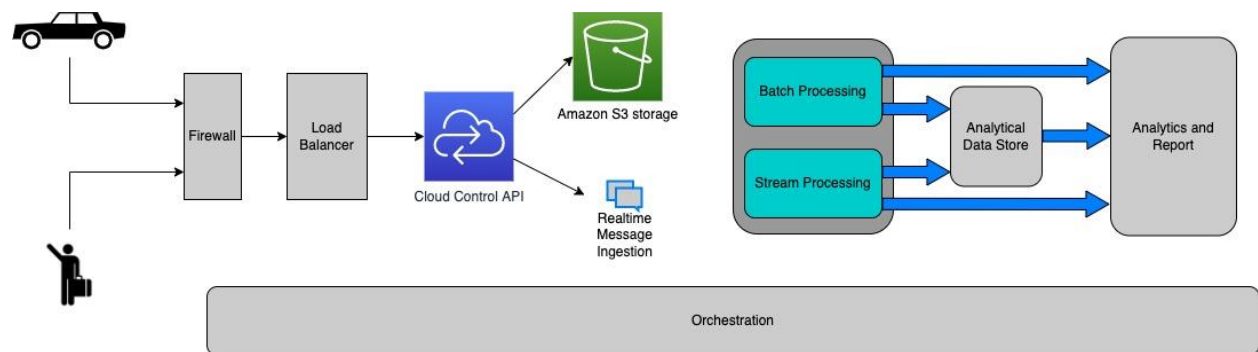 Firewall
Load
Balancer
Cloud Control API
Amazon S3 storage
Realtime
Message
Ingestion
Batch Processing
Stream Processing
Analytical
Data Store
Analytics and
Report
Orchestration